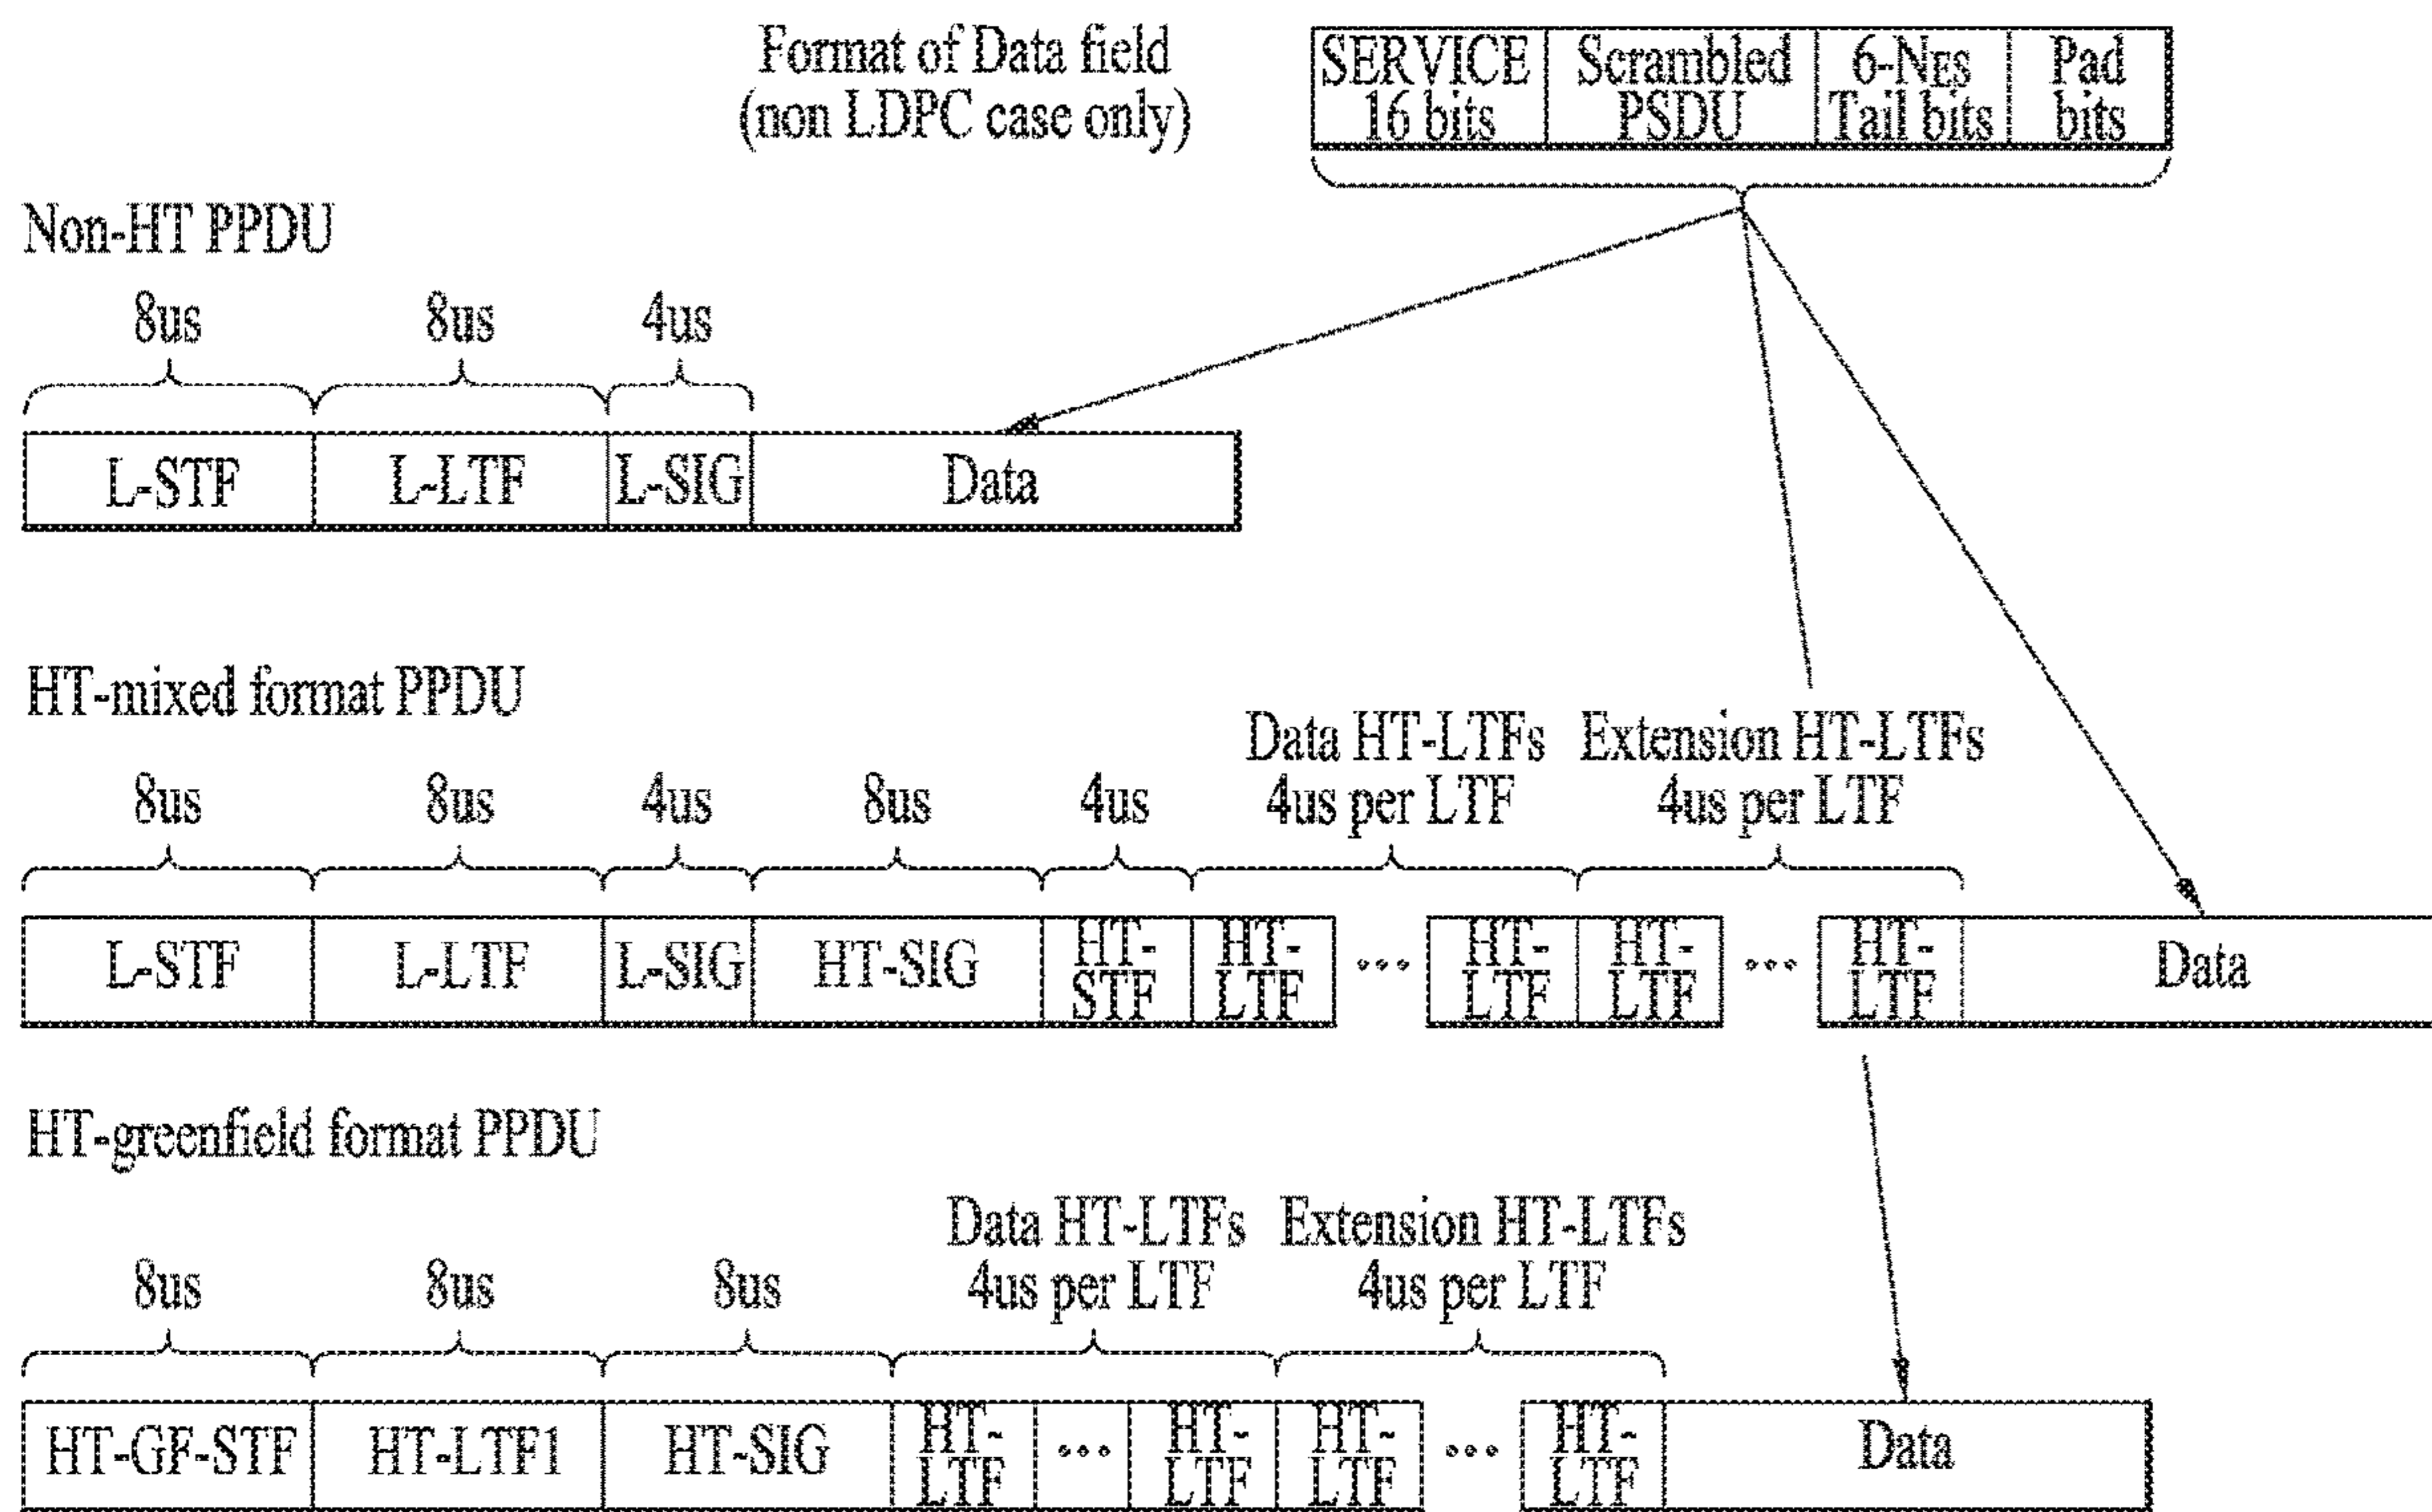 Format of Data field
(non LDPC case only)
SERVICE 16 bits Scrambled PSDU 6-NES Tail bits Pad bits
Non-HT PPDU
8us 8us 4us
L-STF L-LTF L-SIG Data
HT-mixed format PPDU
Data HT-LTFs Extension HT-LTFs
8us 8us 4us 8us 4us 4us per LTF 4us per LTF
L-STF L-LTF L-SIG HT-SIG HT-STF HT-LTF ... HT-LTF HT-LTF ... HT-LTF Data
HT-greenfield format PPDU
Data HT-LTFs Extension HT-LTFs
8us 8us 8us 4us per LTF 4us per LTF
HT-GF-STF HT-LTF1 HT-SIG HT-LTF ... HT-LTF HT-LTF ... HT-LTF Data